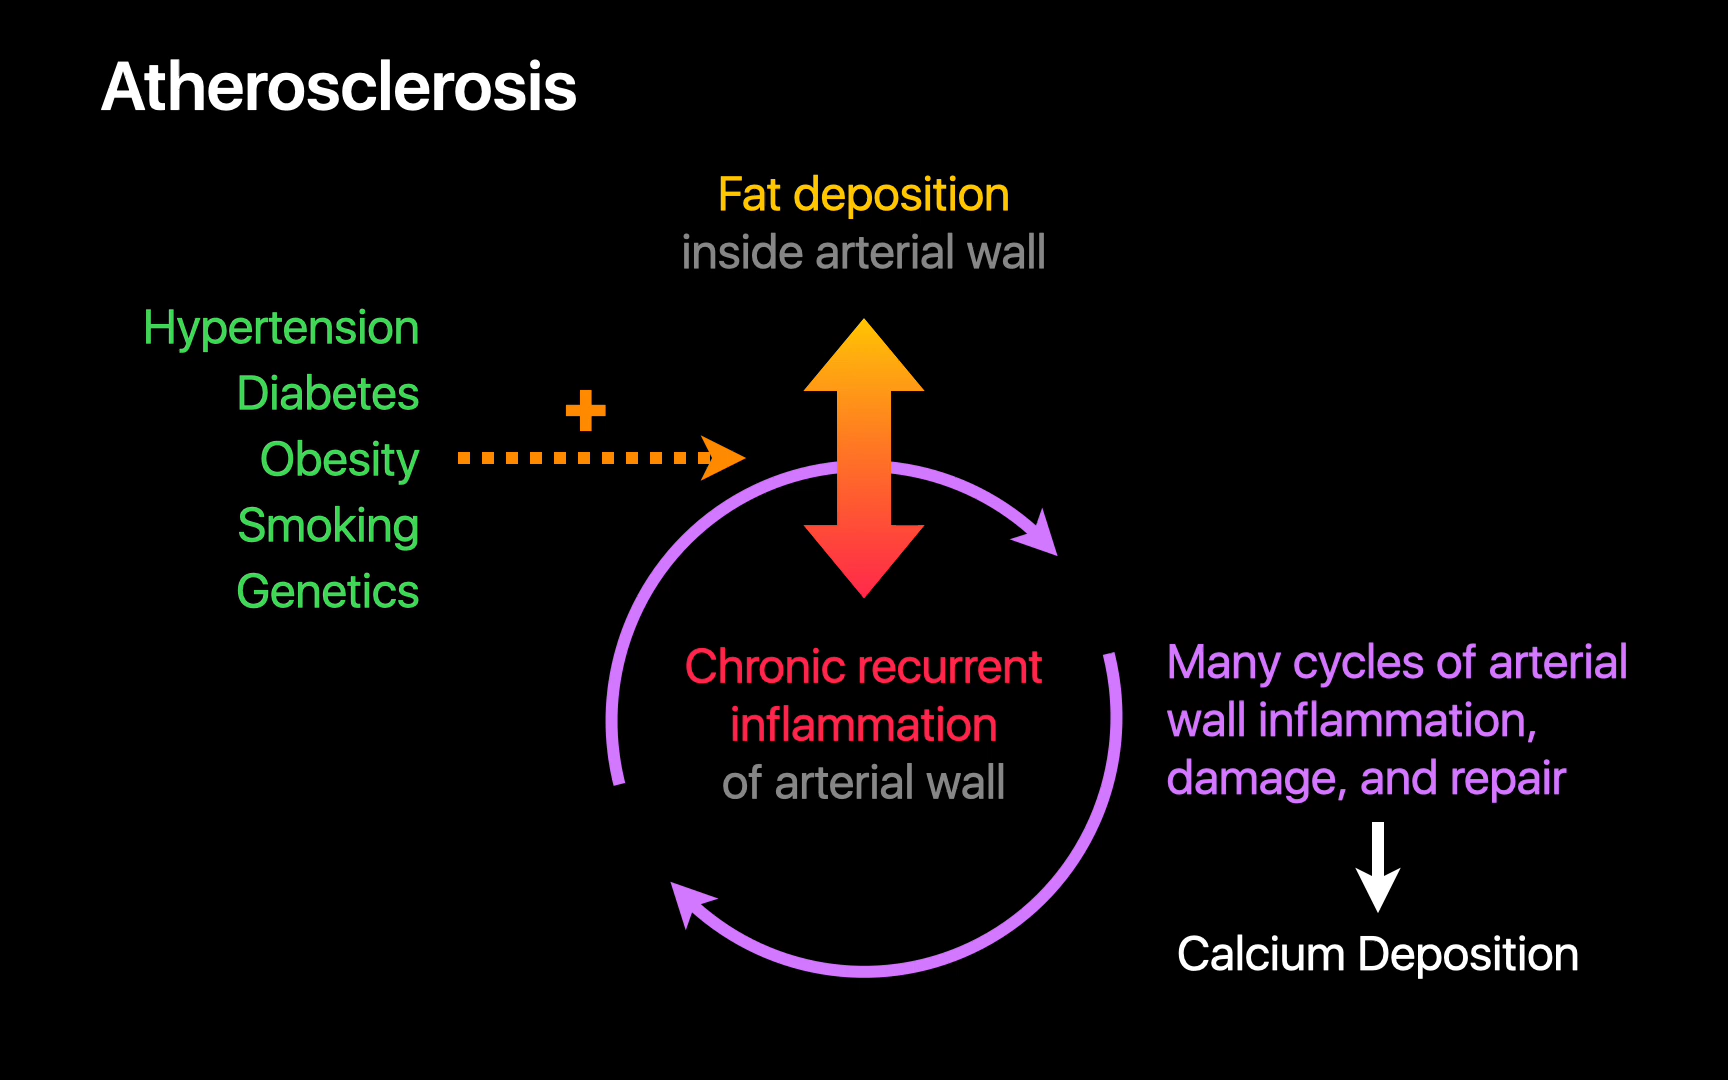 Atherosclerosis
Fat deposition
inside arterial wall
Hypertension
Diabetes
Obesity
Smoking
Genetics
+
Chronic recurrent
inflammation
of arterial wall
Many cycles of arterial
wall inflammation,
damage, and repair
Calcium Deposition